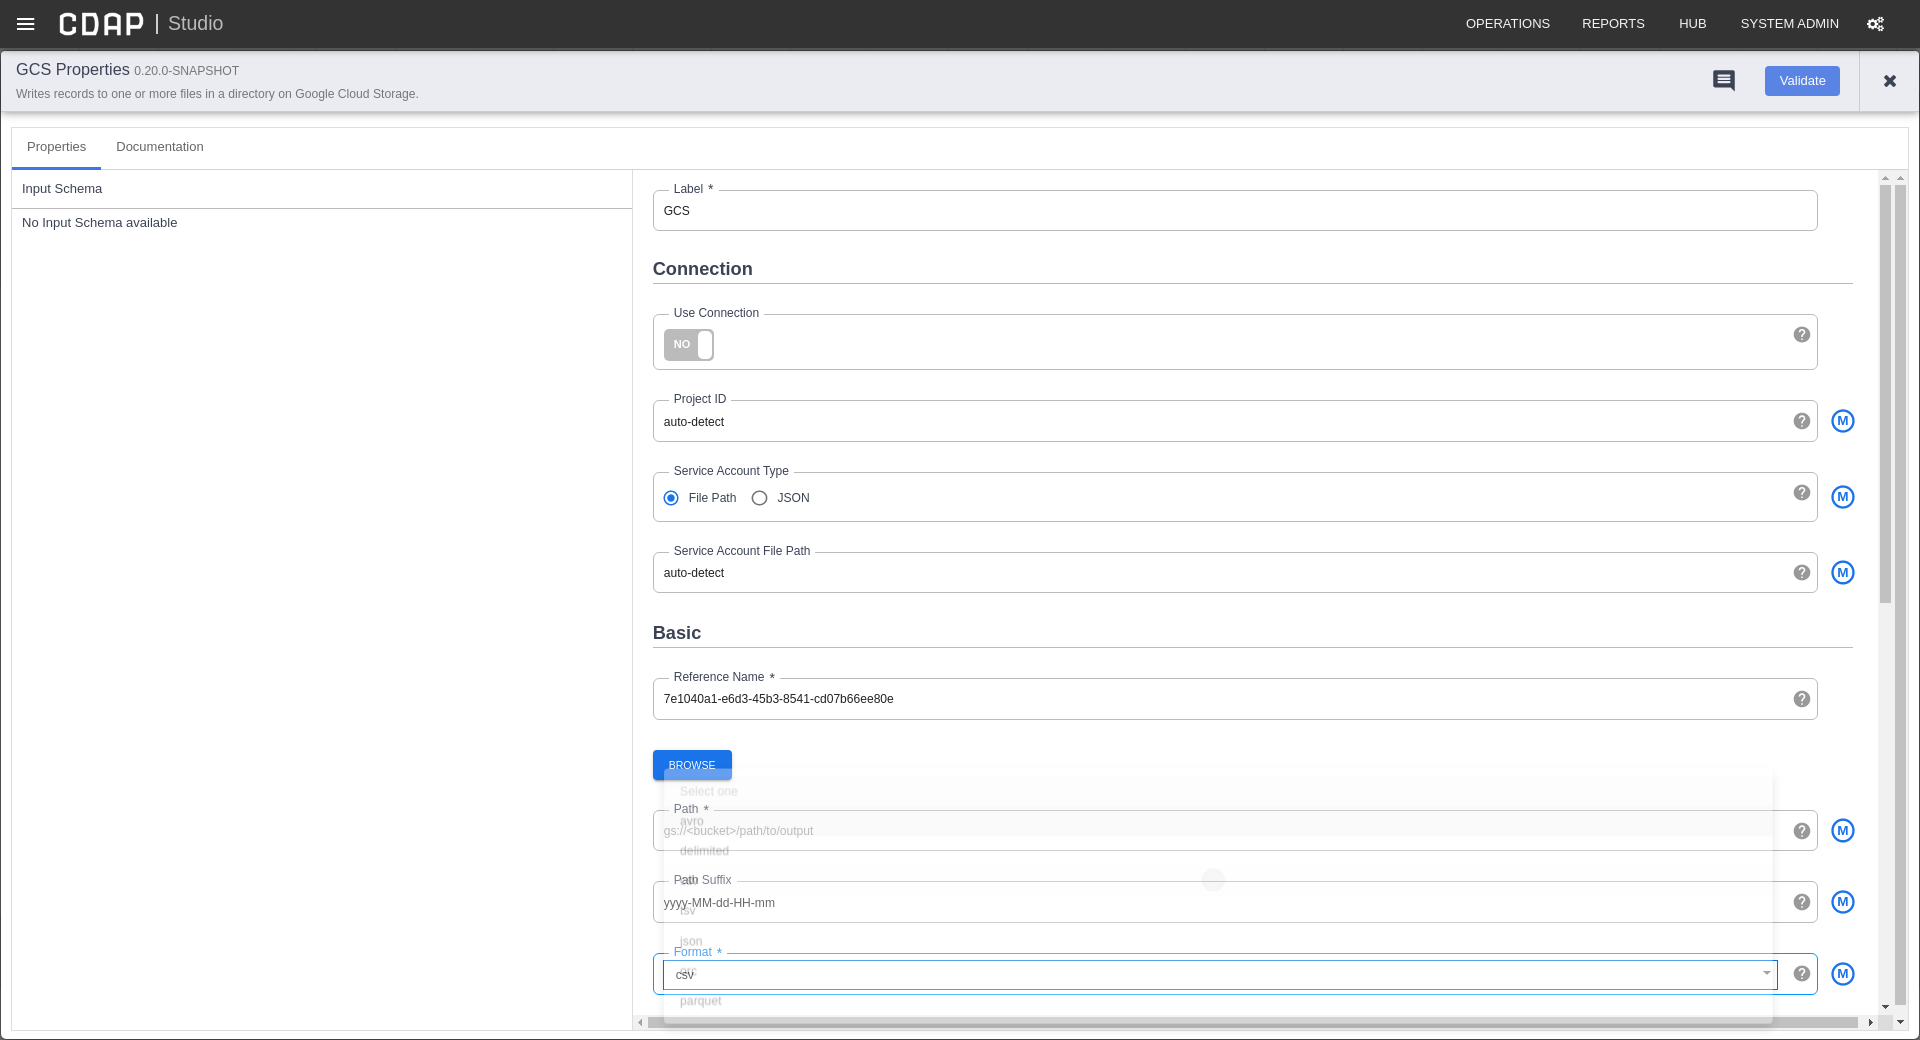 CDAP | Studio
OPERATIONS REPORTS HUB SYSTEM ADMIN
GCS Properties 0.20.0-SNAPSHOT
Writes records to one or more files in a directory on Google Cloud Storage.
Validate
Properties Documentation
Input Schema
No Input Schema available
Label *
GCS
Connection
Use Connection
NO
Project ID
auto-detect
M
Service Account Type
File Path JSON
M
Service Account File Path
auto-detect
M
Basic
Reference Name *
7e1040a1-e6d3-45b3-8541-cd07b66ee80e
BROWSE
Select one
Path *
avro
gs://<bucket>/path/to/output
M
delimited
Path Suffix
yyyy-MM-dd-HH-mm
M
tsv
json
Format *
orc
csv
M
parquet